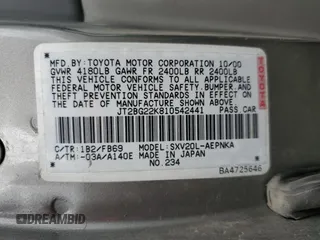 MFD. BY: TOYOTA MOTOR CORPORATION 10/00
GVWR 4180LB GAWR FR 2400LB RR 2400LB
THIS VEHICLE CONFORMS TO ALL APPLICABLE
FEDERAL MOTOR VEHICLE SAFETY, BUMPER, AND
THEFT PREVENTION STANDARDS IN EFFECT ON
THE DATE OF MANUFACTURE SHOWN ABOVE.
JT2BG22K810542441 PASS.CAR
C/TR: 1B2/FB69 MODEL: SXV20L-AEPNKA
A/TM: -03A/A140E MADE IN JAPAN
NO. 234
BA4725646
TOYOTA
AUTOBIDMASTER